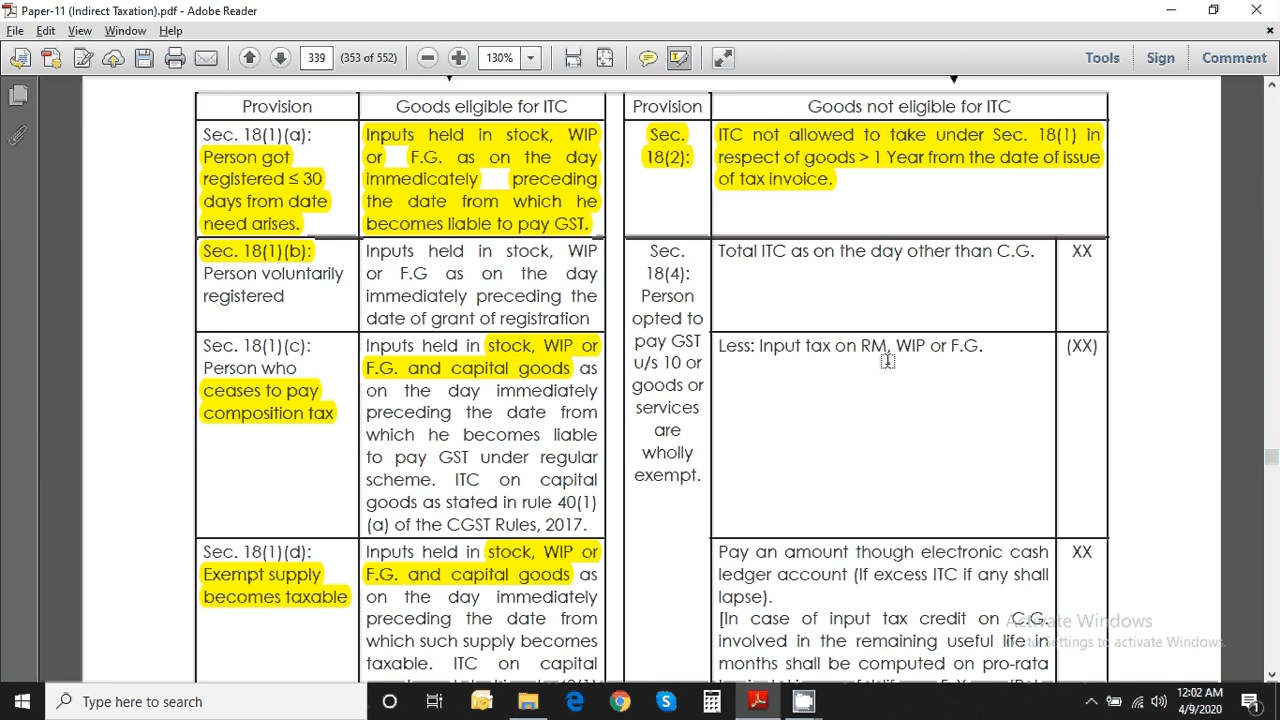 Paper-11 (Indirect Taxation).pdf - Adobe Reader
File Edit View Window Help
339 (353 of 552) 130% Tools Sign Comment
Provision Goods eligible for ITC
Sec. 18(1)(a):
Person got
registered ≤ 30
days from date
need arises.
Inputs held in stock, WIP
or F.G. as on the day
immedicately preceding
the date from which he
becomes liable to pay GST.
Sec. 18(1)(b):
Person voluntarily
registered
Inputs held in stock, WIP
or F.G as on the day
immediately preceding the
date of grant of registration
Sec. 18(1)(c):
Person who
ceases to pay
composition tax
Inputs held in stock, WIP or
F.G. and capital goods as
on the day immediately
preceding the date from
which he becomes liable
to pay GST under regular
scheme. ITC on capital
goods as stated in rule 40(1)
(a) of the CGST Rules, 2017.
Sec. 18(1)(d):
Exempt supply
becomes taxable
Inputs held in stock, WIP or
F.G. and capital goods as
on the day immediately
preceding the date from
which such supply becomes
taxable. ITC on capital
Provision Goods not eligible for ITC
Sec.
18(2):
ITC not allowed to take under Sec. 18(1) in
respect of goods > 1 Year from the date of issue
of tax invoice.
Sec.
18(4):
Person
opted to
pay GST
u/s 10 or
goods or
services
are
wholly
exempt.
Total ITC as on the day other than C.G. XX
Less: Input tax on RM, WIP or F.G. (XX)
Pay an amount though electronic cash XX
ledger account (If excess ITC if any shall
lapse).
[In case of input tax credit on C.G.
involved in the remaining useful life in
months shall be computed on pro-rata
Activate Windows
Go to Settings to activate Windows.
Type here to search
12:02 AM
4/9/2020